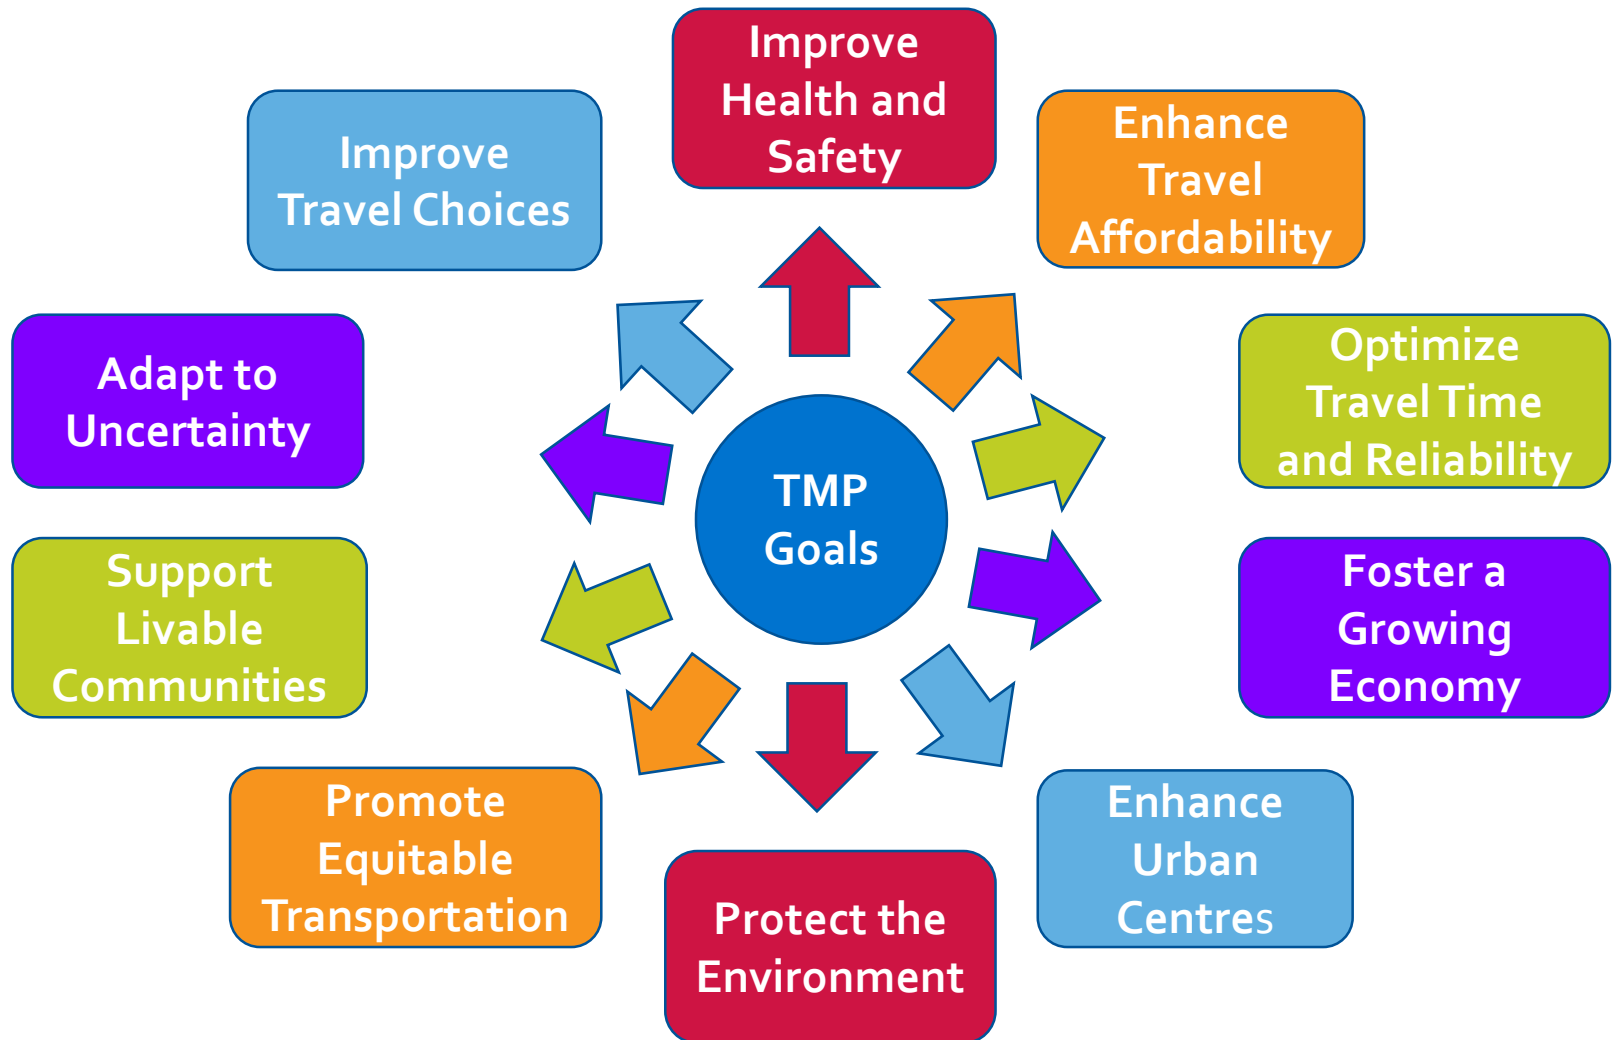 Improve
Health and
Safety
Improve
Travel Choices
Enhance
Travel
Affordability
Adapt to
Uncertainty
Optimize
Travel Time
and Reliability
TMP
Goals
Support
Livable
Communities
Foster a
Growing
Economy
Promote
Equitable
Transportation
Enhance
Urban
Centres
Protect the
Environment